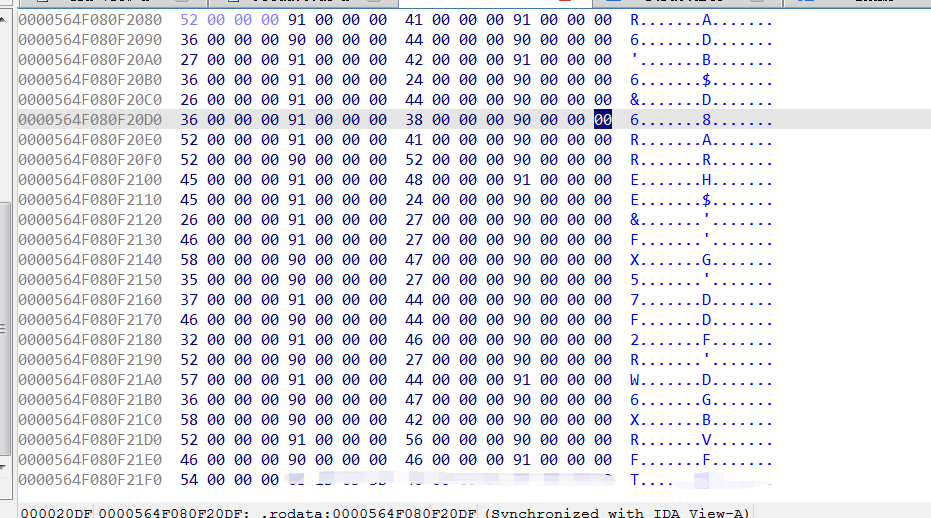 0000564F080F2080 52 00 00 00 91 00 00 00 41 00 00 00 91 00 00 00 R.......A.......
0000564F080F2090 36 00 00 00 90 00 00 00 44 00 00 00 90 00 00 00 6.......D.......
0000564F080F20A0 27 00 00 00 91 00 00 00 42 00 00 00 91 00 00 00 '.......B.......
0000564F080F20B0 36 00 00 00 91 00 00 00 24 00 00 00 90 00 00 00 6.......$.......
0000564F080F20C0 26 00 00 00 91 00 00 00 44 00 00 00 90 00 00 00 &.......D.......
0000564F080F20D0 36 00 00 00 91 00 00 00 38 00 00 00 90 00 00 00 6.......8.......
0000564F080F20E0 52 00 00 00 91 00 00 00 41 00 00 00 90 00 00 00 R.......A.......
0000564F080F20F0 52 00 00 00 90 00 00 00 52 00 00 00 90 00 00 00 R.......R.......
0000564F080F2100 45 00 00 00 91 00 00 00 48 00 00 00 91 00 00 00 E.......H.......
0000564F080F2110 45 00 00 00 91 00 00 00 24 00 00 00 90 00 00 00 E.......$.......
0000564F080F2120 26 00 00 00 91 00 00 00 27 00 00 00 90 00 00 00 &.......'.......
0000564F080F2130 46 00 00 00 91 00 00 00 27 00 00 00 90 00 00 00 F.......'.......
0000564F080F2140 58 00 00 00 90 00 00 00 47 00 00 00 90 00 00 00 X.......G.......
0000564F080F2150 35 00 00 00 90 00 00 00 27 00 00 00 90 00 00 00 5.......'.......
0000564F080F2160 37 00 00 00 91 00 00 00 44 00 00 00 90 00 00 00 7.......D.......
0000564F080F2170 46 00 00 00 90 00 00 00 44 00 00 00 90 00 00 00 F.......D.......
0000564F080F2180 32 00 00 00 91 00 00 00 46 00 00 00 90 00 00 00 2.......F.......
0000564F080F2190 52 00 00 00 90 00 00 00 27 00 00 00 90 00 00 00 R.......'.......
0000564F080F21A0 57 00 00 00 91 00 00 00 44 00 00 00 91 00 00 00 W.......D.......
0000564F080F21B0 36 00 00 00 90 00 00 00 47 00 00 00 90 00 00 00 6.......G.......
0000564F080F21C0 58 00 00 00 90 00 00 00 42 00 00 00 90 00 00 00 X.......B.......
0000564F080F21D0 52 00 00 00 91 00 00 00 56 00 00 00 90 00 00 00 R.......V.......
0000564F080F21E0 46 00 00 00 90 00 00 00 46 00 00 00 91 00 00 00 F.......F.......
0000564F080F21F0 54 00 00 00 T....
000020DF 0000564F080F20DF: .rodata:0000564F080F20DF (Synchronized with IDA View-A)